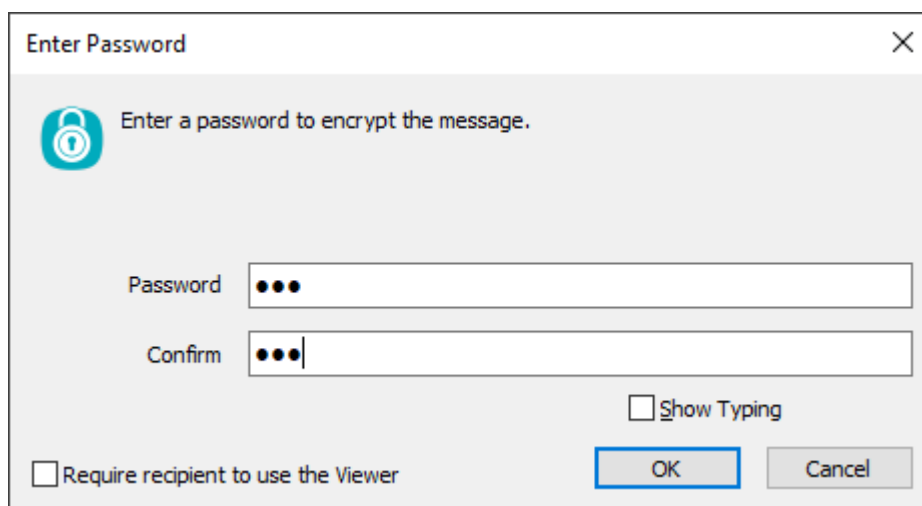 Enter Password
Enter a password to encrypt the message.
Password ●●●
Confirm ●●●
Show Typing
Require recipient to use the Viewer
OK
Cancel